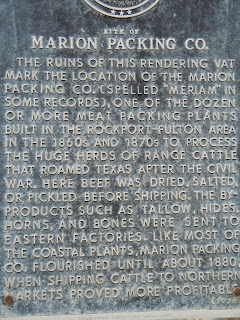 SITE OF
MARION PACKING CO.
THE RUINS OF THIS RENDERING VAT
MARK THE LOCATION OF THE MARION
PACKING CO. (SPELLED "MERIAM" IN
SOME RECORDS), ONE OF THE DOZEN
OR MORE MEAT PACKING PLANTS
BUILT IN THE ROCKPORT-FULTON AREA
IN THE 1860s AND 1870s TO PROCESS
THE HUGE HERDS OF RANGE CATTLE
THAT ROAMED TEXAS AFTER THE CIVIL
WAR. HERE BEEF WAS DRIED, SALTED,
OR PICKLED BEFORE SHIPPING. THE BY-
PRODUCTS SUCH AS TALLOW, HIDES,
HORNS, AND BONES WERE SENT TO
EASTERN FACTORIES. LIKE MOST OF
THE COASTAL PLANTS, MARION PACKING
CO. FLOURISHED UNTIL ABOUT 1880,
WHEN SHIPPING CATTLE TO NORTHERN
MARKETS PROVED MORE PROFITABLE.